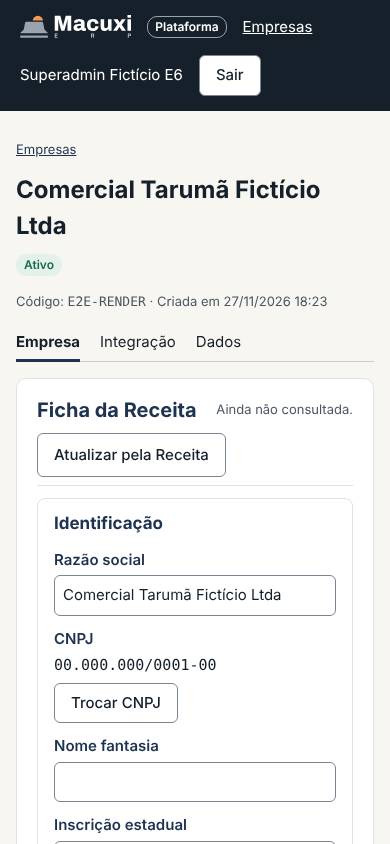 Macuxi
E R P
Plataforma
Empresas
Superadmin Fictício E6
Sair
Empresas
Comercial Tarumã Fictício
Ltda
Ativo
Código: E2E-RENDER · Criada em 27/11/2026 18:23
Empresa Integração Dados
Ficha da Receita
Ainda não consultada.
Atualizar pela Receita
Identificação
Razão social
Comercial Tarumã Fictício Ltda
CNPJ
00.000.000/0001-00
Trocar CNPJ
Nome fantasia
Inscrição estadual